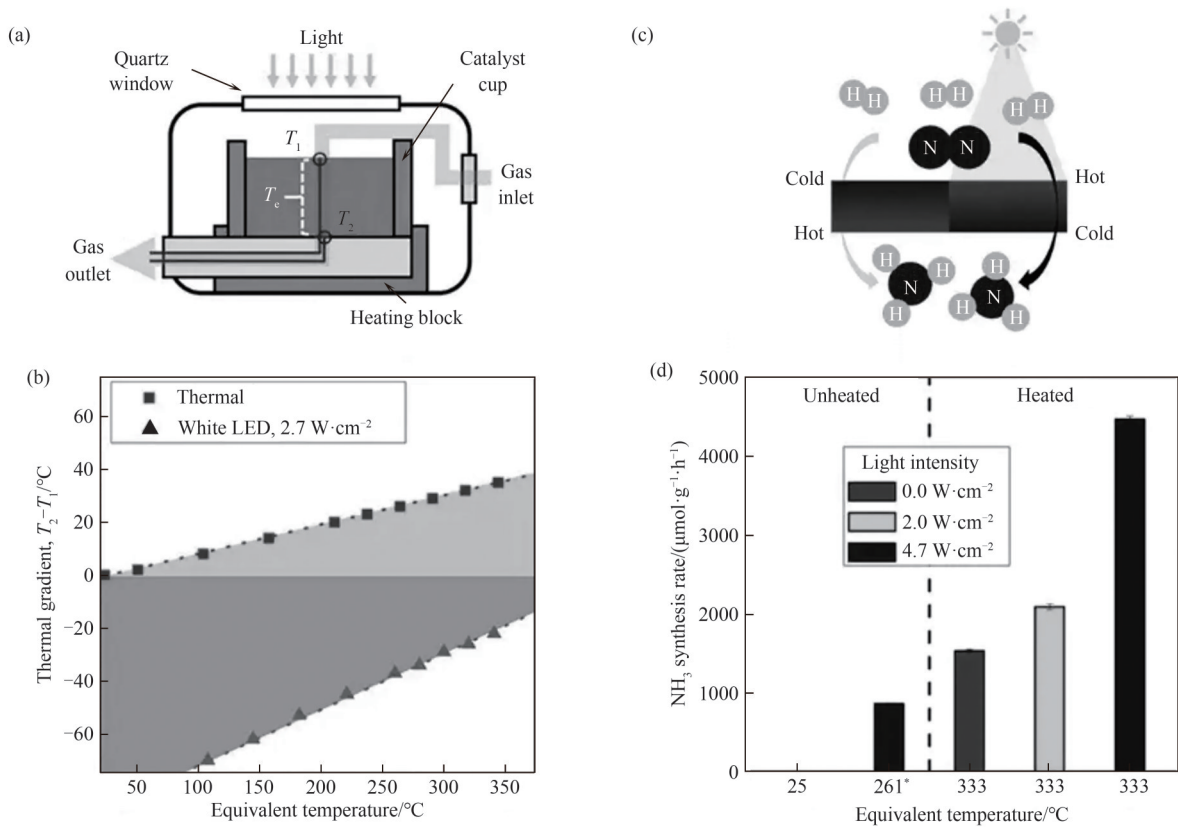 (a)
Light
Quartz
window
Catalyst
cup
T₁
Tₑ
T₂
Gas
inlet
Gas
outlet
Heating block
(b)
Thermal
White LED, 2.7 W·cm⁻²
60
40
20
0
−20
−40
−60
Thermal gradient, T₂−T₁/°C
50
100
150
200
250
300
350
Equivalent temperature/°C
(c)
H H
H H
H H
N N
Cold
Hot
Hot
Cold
H
H
H
N
H
N
H
H
(d)
5000
4000
3000
2000
1000
0
NH₃ synthesis rate/(μmol·g⁻¹·h⁻¹)
Unheated
Heated
Light intensity
0.0 W·cm⁻²
2.0 W·cm⁻²
4.7 W·cm⁻²
25
261*
333
333
333
Equivalent temperature/°C